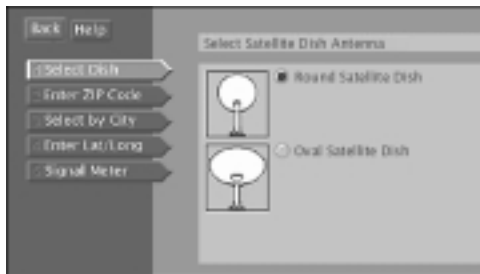 Back Help
Select Satellite Dish Antenna
Select Dish
Enter ZIP Code
Select by City
Enter Lat/Long
Signal Meter
Round Satellite Dish
Oval Satellite Dish